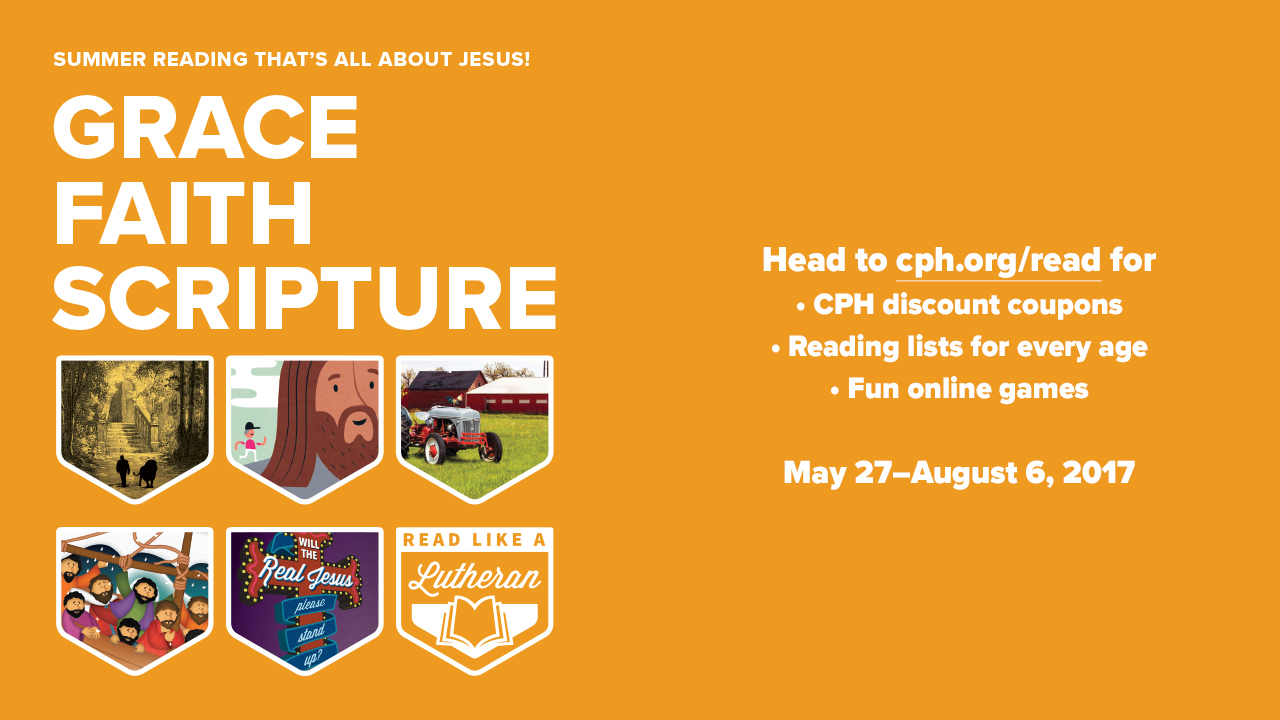 SUMMER READING THAT’S ALL ABOUT JESUS!
GRACE
FAITH
SCRIPTURE
WILL
THE
Real Jesus
please
stand
up?
READ LIKE A
Lutheran
Head to cph.org/read for
• CPH discount coupons
• Reading lists for every age
• Fun online games
May 27–August 6, 2017